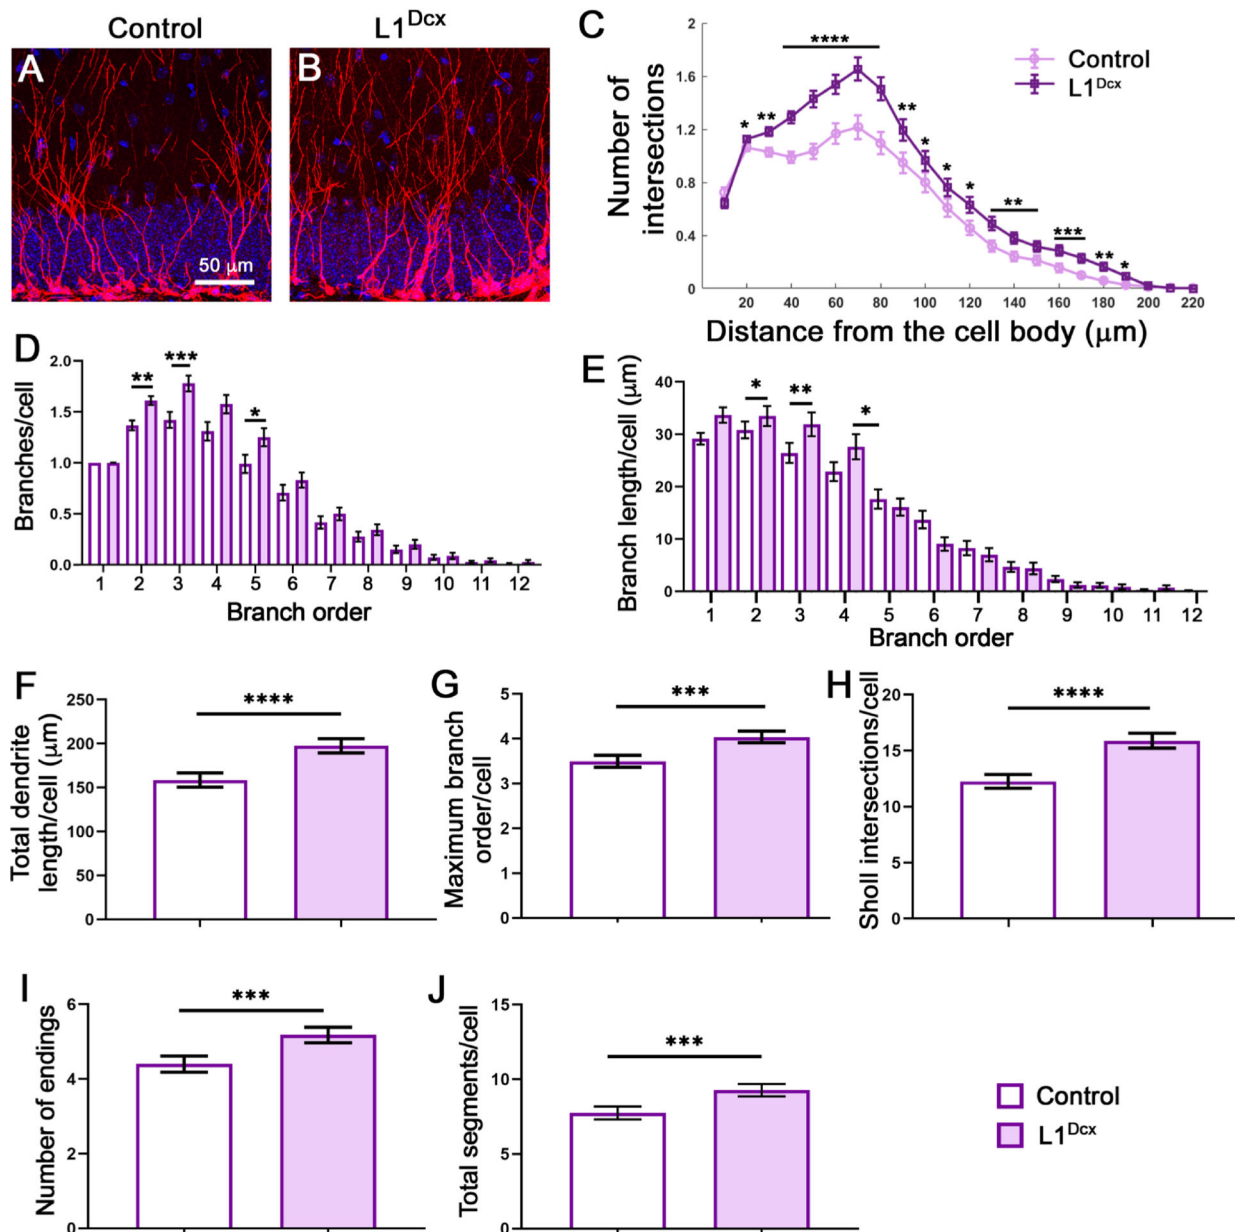 Control
L1Dcx
A
B
50 μm
C
Number of
intersections
2
1.6
1.2
0.8
0.4
0
*
**
****
**
*
*
*
**
***
**
*
Control
L1Dcx
20 40 60 80 100 120 140 160 180 200 220
Distance from the cell body (μm)
D
Branches/cell
2.0
1.5
1.0
0.5
0.0
**
***
*
1 2 3 4 5 6 7 8 9 10 11 12
Branch order
E
Branch length/cell (μm)
40
30
20
10
0
*
**
*
1 2 3 4 5 6 7 8 9 10 11 12
Branch order
F
Total dendrite
length/cell (μm)
250
200
150
100
50
0
****
G
Maximum branch
order/cell
5
4
3
2
1
0
***
H
Sholl intersections/cell
20
15
10
5
0
****
I
Number of endings
6
4
2
0
***
J
Total segments/cell
15
10
5
0
***
Control
L1Dcx